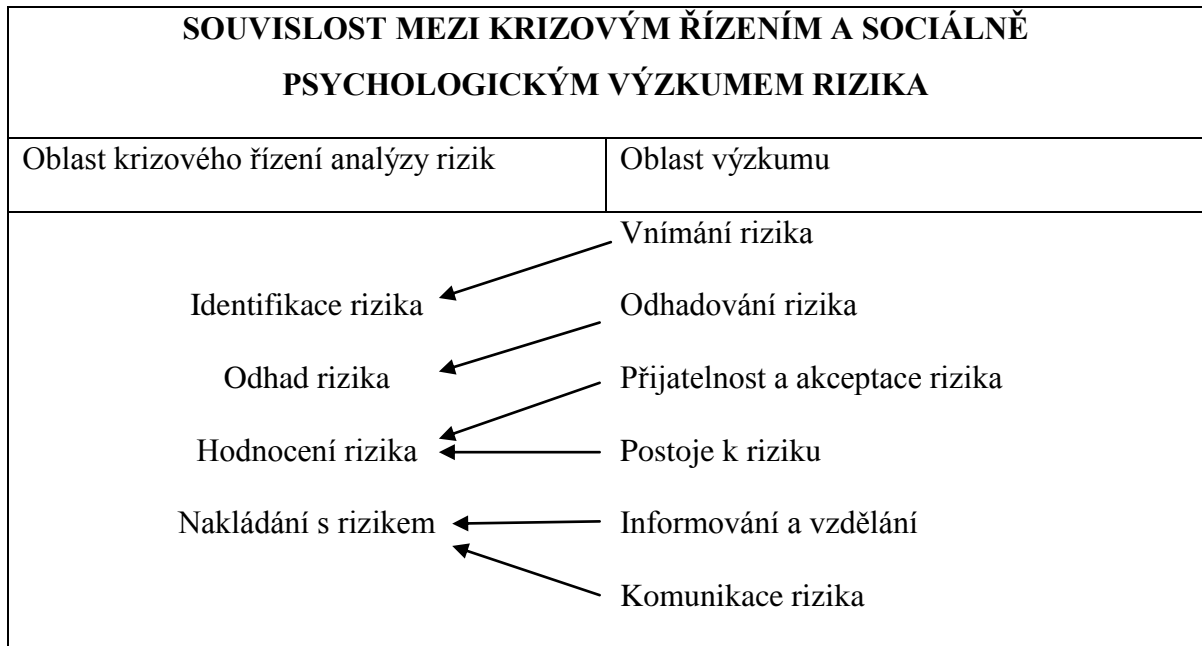 SOUVISLOST MEZI KRIZOVÝM ŘÍZENÍM A SOCIÁLNĚ
PSYCHOLOGICKÝM VÝZKUMEM RIZIKA
Oblast krizového řízení analýzy rizik
Oblast výzkumu
Vnímání rizika
Identifikace rizika
Odhadování rizika
Odhad rizika
Přijatelnost a akceptace rizika
Hodnocení rizika
Postoje k riziku
Nakládání s rizikem
Informování a vzdělání
Komunikace rizika